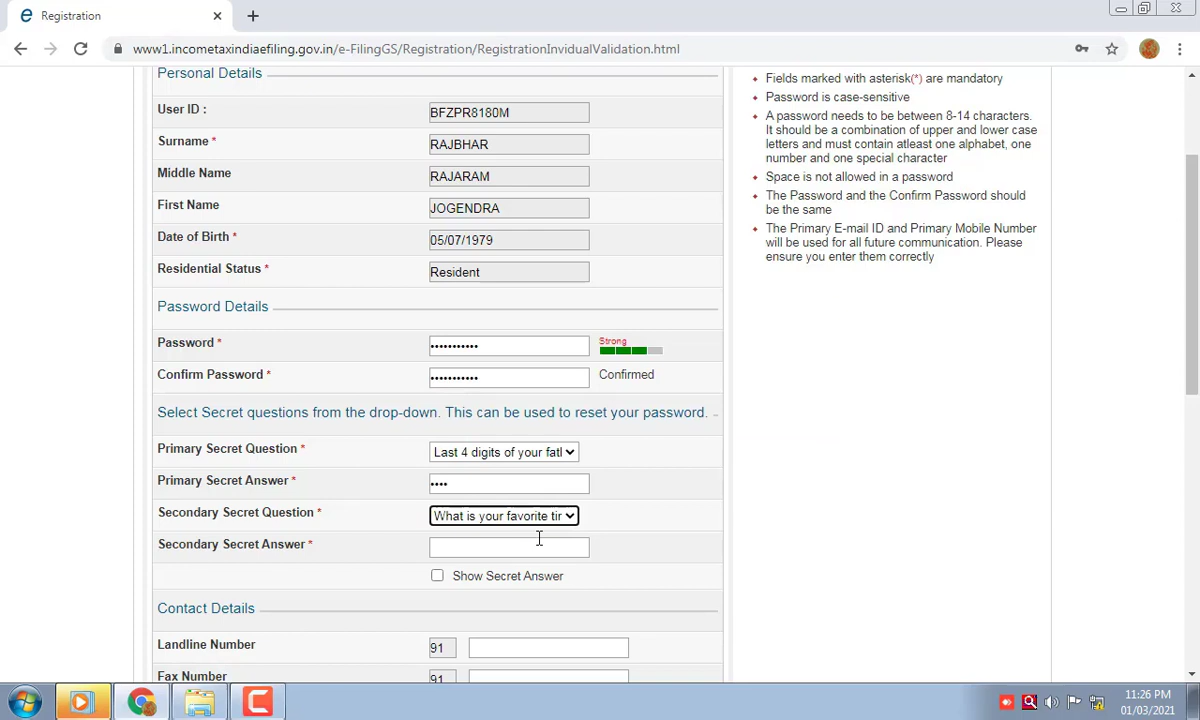 Registration
www1.incometaxindiaefiling.gov.in/e-FilingGS/Registration/RegistrationInvidualValidation.html
Personal Details
User ID :
BFZPR8180M
Surname *
RAJBHAR
Middle Name
RAJARAM
First Name
JOGENDRA
Date of Birth *
05/07/1979
Residential Status *
Resident
Password Details
Password *
•••••••••••
Strong
Confirm Password *
•••••••••••
Confirmed
Select Secret questions from the drop-down. This can be used to reset your password.
Primary Secret Question *
Last 4 digits of your fatl
Primary Secret Answer *
••••
Secondary Secret Question *
What is your favorite tir
Secondary Secret Answer *
Show Secret Answer
Contact Details
Landline Number
91
Fax Number
91
Fields marked with asterisk(*) are mandatory
Password is case-sensitive
A password needs to be between 8-14 characters.
It should be a combination of upper and lower case
letters and must contain atleast one alphabet, one
number and one special character
Space is not allowed in a password
The Password and the Confirm Password should
be the same
The Primary E-mail ID and Primary Mobile Number
will be used for all future communication. Please
ensure you enter them correctly
11:26 PM
01/03/2021